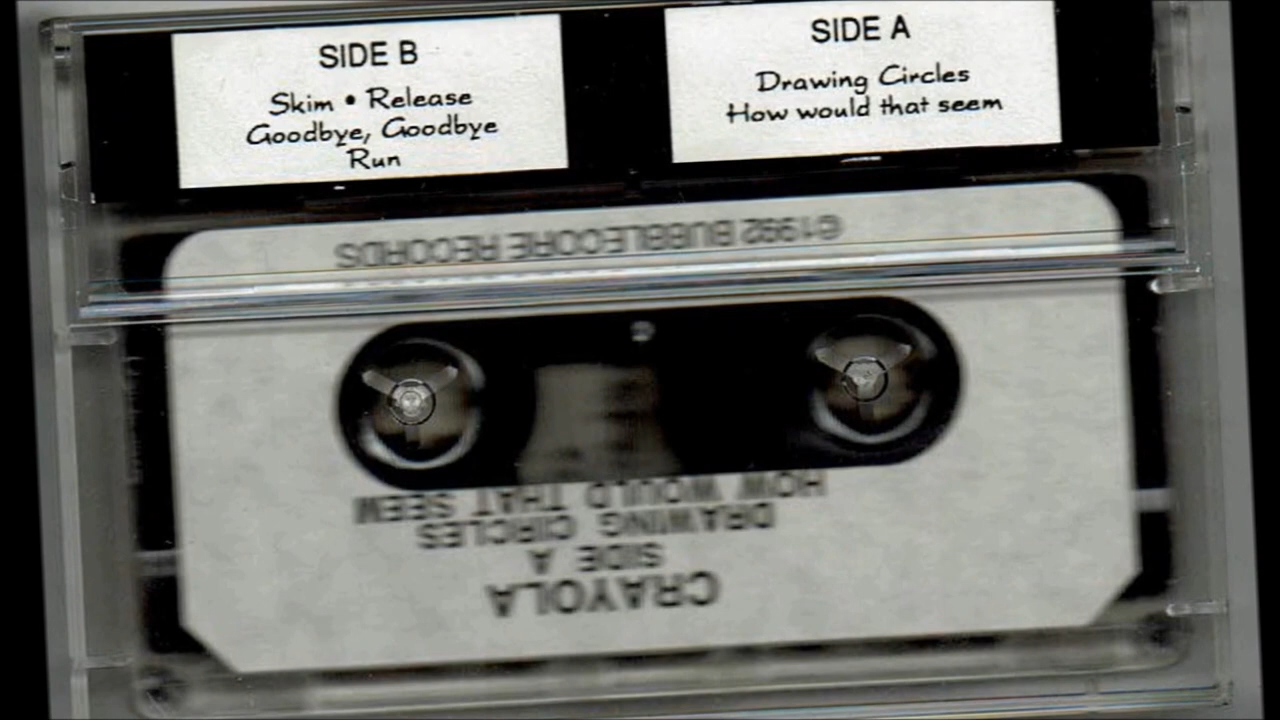 SIDE B
Skim • Release
Goodbye, Goodbye
Run
SIDE A
Drawing Circles
How would that seem
CRAYOLA
SIDE A
DRAWING CIRCLES
HOW WOULD THAT SEEM
©1992 BUBBLECORE RECORDS